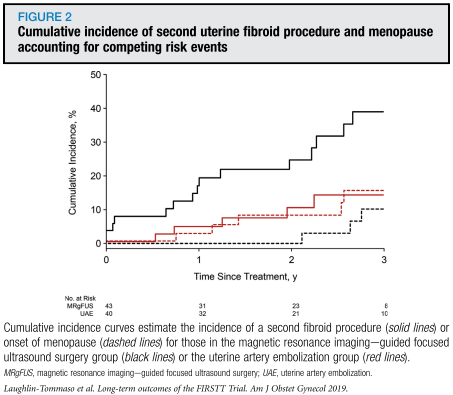 FIGURE 2
Cumulative incidence of second uterine fibroid procedure and menopause
accounting for competing risk events
50
40
30
20
10
0
Cumulative Incidence, %
0 1 2 3
Time Since Treatment, y
No. at Risk
MRgFUS 43 31 23 6
UAE 40 32 21 10
Cumulative incidence curves estimate the incidence of a second fibroid procedure (solid lines) or
onset of menopause (dashed lines) for those in the magnetic resonance imaging—guided focused
ultrasound surgery group (black lines) or the uterine artery embolization group (red lines).
MRgFUS, magnetic resonance imaging—guided focused ultrasound surgery; UAE, uterine artery embolization.
Laughlin-Tommaso et al. Long-term outcomes of the FIRSTT Trial. Am J Obstet Gynecol 2019.